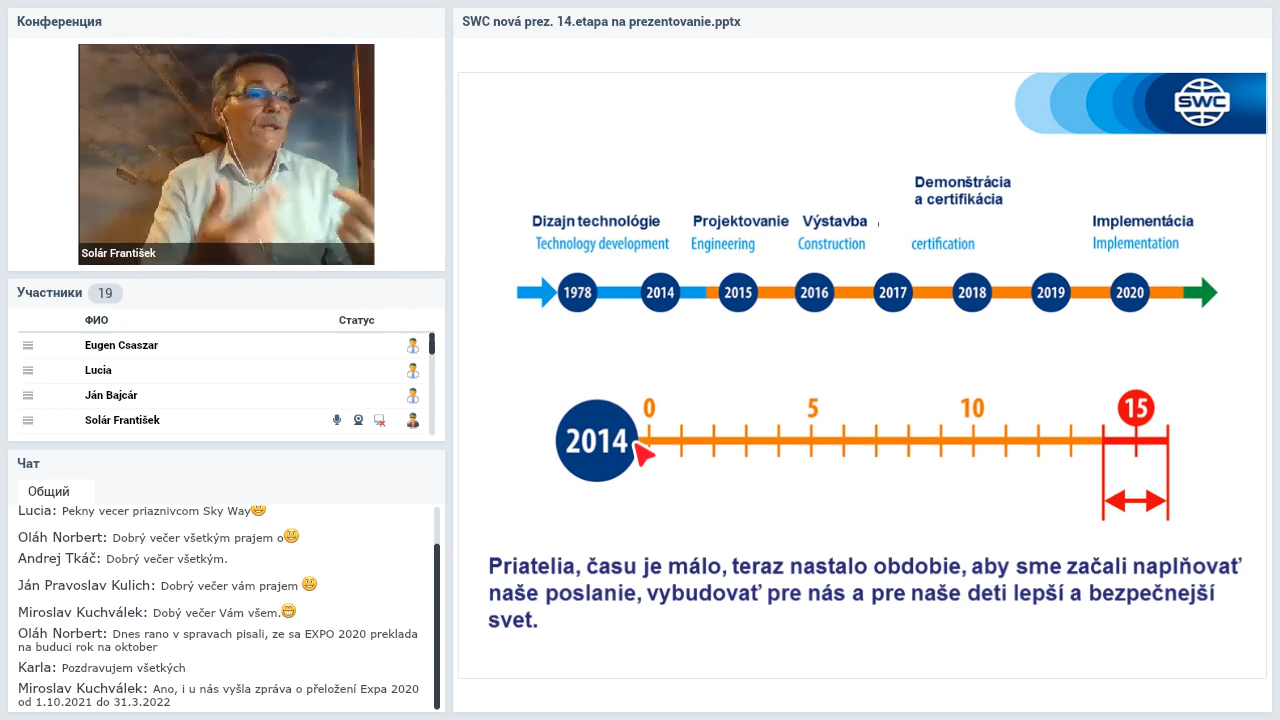 Конференция
Solár František
Участники 19
ФИО Статус
Eugen Csaszar
Lucia
Ján Bajcár
Solár František
Чат
Общий
Lucia: Pekny vecer priaznivcom Sky Way
Oláh Norbert: Dobrý večer všetkým prajem o
Andrej Tkáč: Dobrý večer všetkým.
Ján Pravoslav Kulich: Dobrý večer vám prajem
Miroslav Kuchválek: Dobý večer Vám všem.
Oláh Norbert: Dnes rano v spravach pisali, ze sa EXPO 2020 preklada
na buduci rok na oktober
Karla: Pozdravujem všetkých
Miroslav Kuchválek: Ano, i u nás vyšla zpráva o přeložení Expa 2020
od 1.10.2021 do 31.3.2022
SWC nová prez. 14.etapa na prezentovanie.pptx
SWC
Demonštrácia
a certifikácia
Dizajn technológie Projektovanie Výstavba Implementácia
Technology development Engineering Construction certification Implementation
1978 2014 2015 2016 2017 2018 2019 2020
0 5 10 15
2014
Priatelia, času je málo, teraz nastalo obdobie, aby sme začali naplňovať
naše poslanie, vybudovať pre nás a pre naše deti lepší a bezpečnejší
svet.